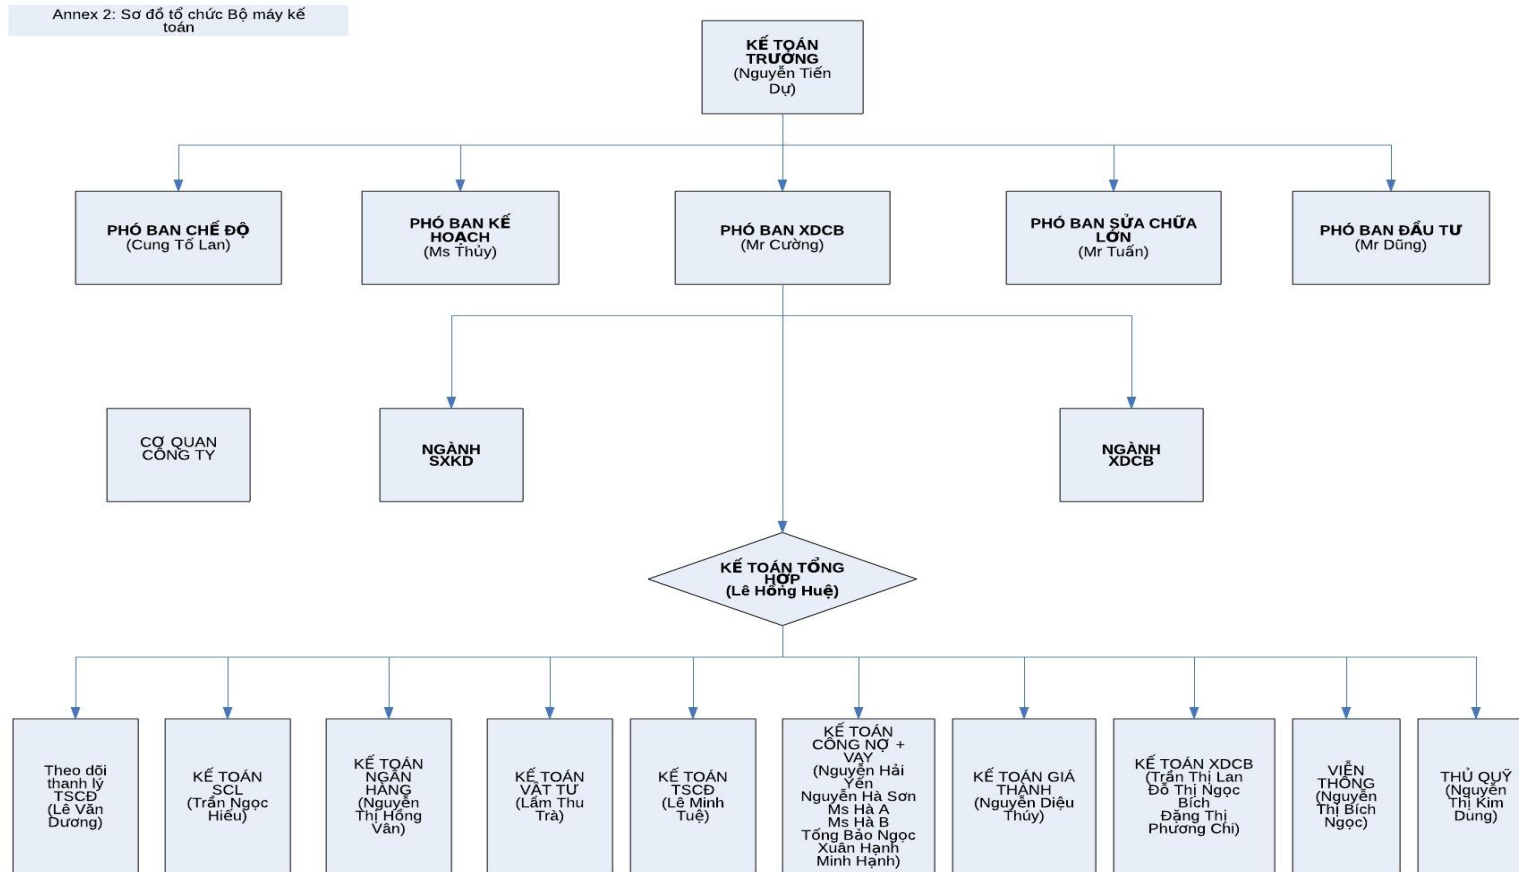 Annex 2: Sơ đồ tổ chức Bộ máy kế
toán
KẾ TOÁN
TRƯỞNG
(Nguyễn Tiến
Dự)
PHÓ BAN CHẾ ĐỘ
(Cung Tố Lan)
PHÓ BAN KẾ
HOẠCH
(Ms Thủy)
PHÓ BAN XDCB
(Mr Cường)
PHÓ BAN SỬA CHỮA
LỚN
(Mr Tuấn)
PHÓ BAN ĐẦU TƯ
(Mr Dũng)
CƠ QUAN
CÔNG TY
NGÀNH
SXKD
NGÀNH
XDCB
KẾ TOÁN TỔNG
HỢP
(Lê Hồng Huệ)
Theo dõi
thanh lý
TSCĐ
(Lê Văn
Dương)
KẾ TOÁN
SCL
(Trần Ngọc
Hiếu)
KẾ TOÁN
NGÂN
HÀNG
(Nguyễn
Thị Hồng
Vân)
KẾ TOÁN
VẬT TƯ
(Lẩm Thu
Trà)
KẾ TOÁN
TSCĐ
(Lê Minh
Tuệ)
KẾ TOÁN
CÔNG NỢ +
VAY
(Nguyễn Hải
Yến
Nguyễn Hà Sơn
Ms Hà A
Ms Hà B
Tống Bảo Ngọc
Xuân Hạnh
Minh Hạnh)
KẾ TOÁN GIÁ
THÀNH
(Nguyễn Diệu
Thúy)
KẾ TOÁN XDCB
(Trần Thị Lan
Đỗ Thị Ngọc
Bích
Đặng Thị
Phương Chi)
VIỄN
THÔNG
(Nguyễn
Thị Bích
Ngọc)
THỦ QUỸ
(Nguyễn
Thị Kim
Dung)